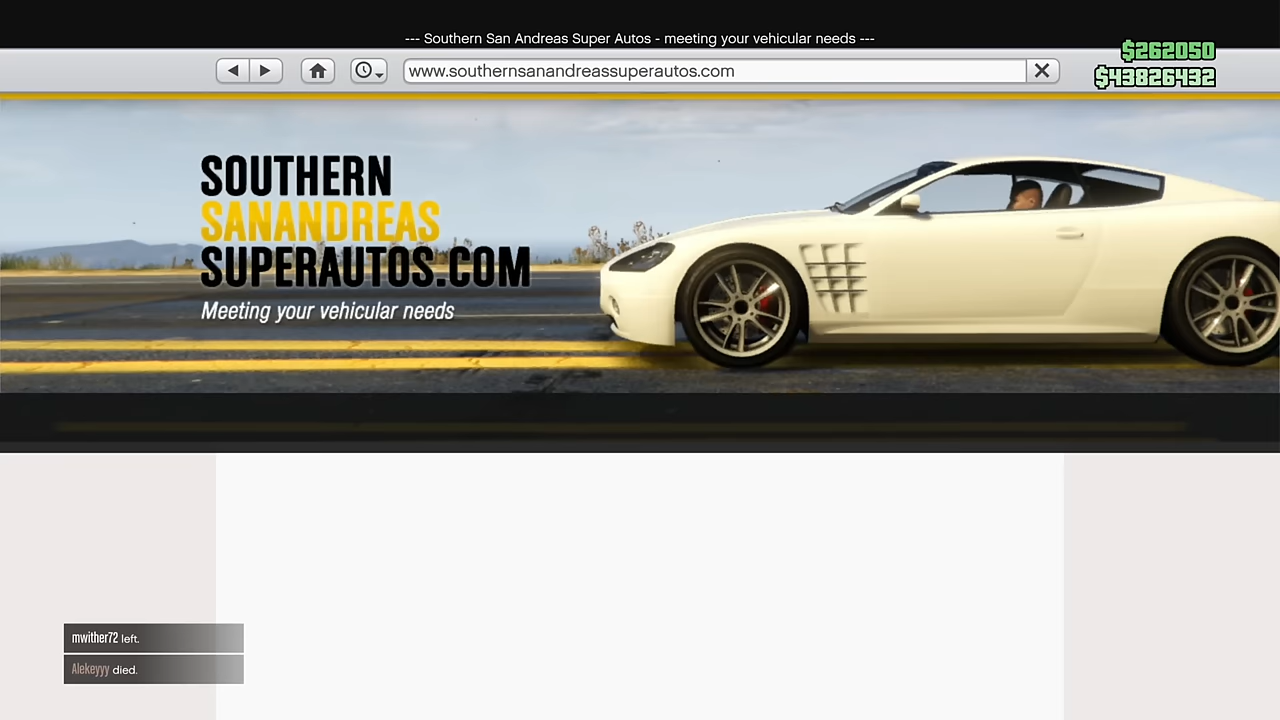 --- Southern San Andreas Super Autos - meeting your vehicular needs ---
$262050
www.southernsanandreassuperautos.com
$43826432
SOUTHERN
SANANDREAS
SUPERAUTOS.COM
Meeting your vehicular needs
mwither72 left.
Alekeyyy died.